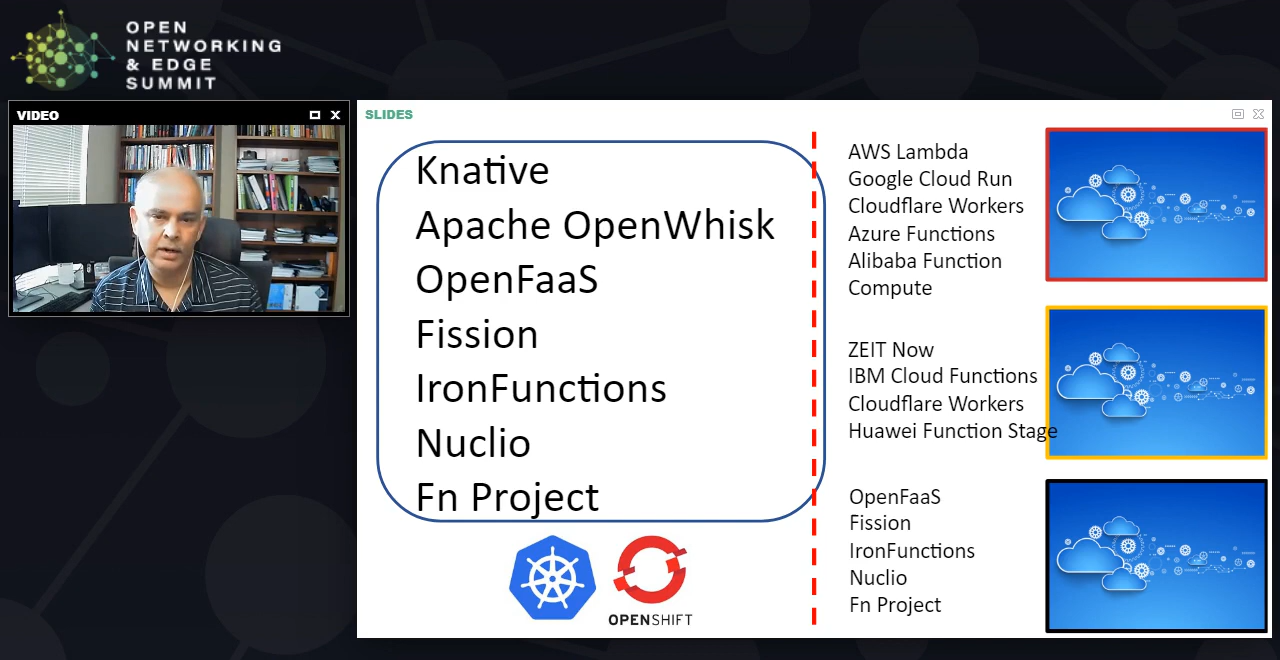 OPEN
NETWORKING
& EDGE
SUMMIT
VIDEO
SLIDES
Knative
Apache OpenWhisk
OpenFaaS
Fission
IronFunctions
Nuclio
Fn Project
OPENSHIFT
AWS Lambda
Google Cloud Run
Cloudflare Workers
Azure Functions
Alibaba Function
Compute
ZEIT Now
IBM Cloud Functions
Cloudflare Workers
Huawei Function Stage
OpenFaaS
Fission
IronFunctions
Nuclio
Fn Project